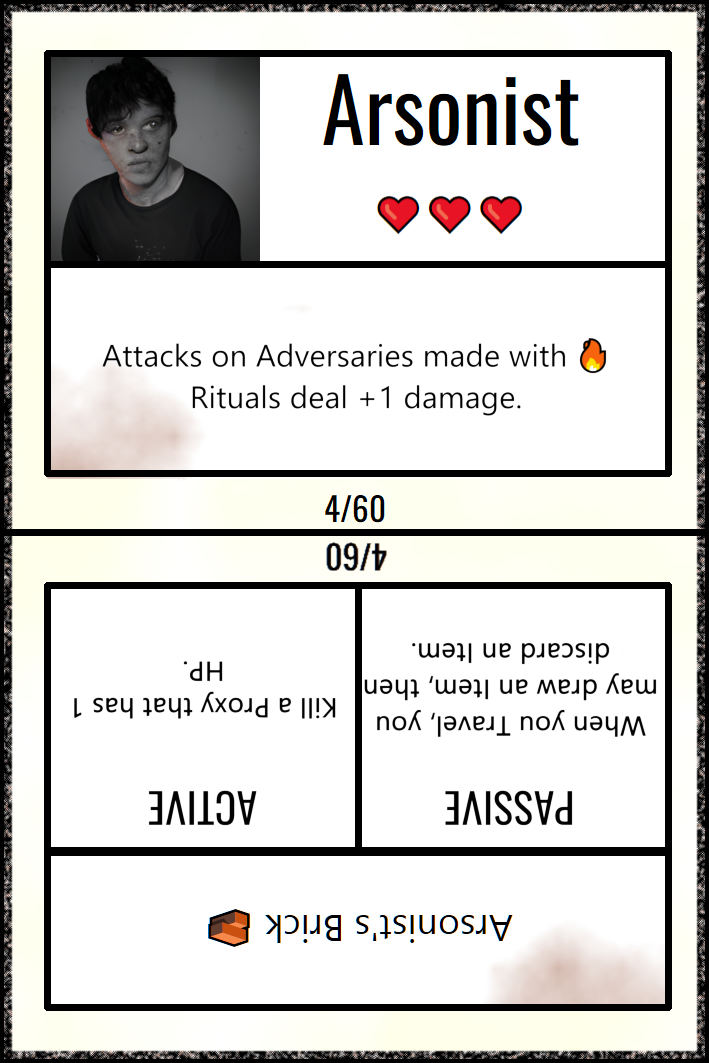 Arsonist
❤️❤️❤️
Attacks on Adversaries made with 🔥
Rituals deal +1 damage.
4/60
4/60
Arsonist's Brick 🧱
PASSIVE
When you Travel, you
may draw an Item, then
discard an Item.
ACTIVE
Kill a Proxy that has 1
HP.